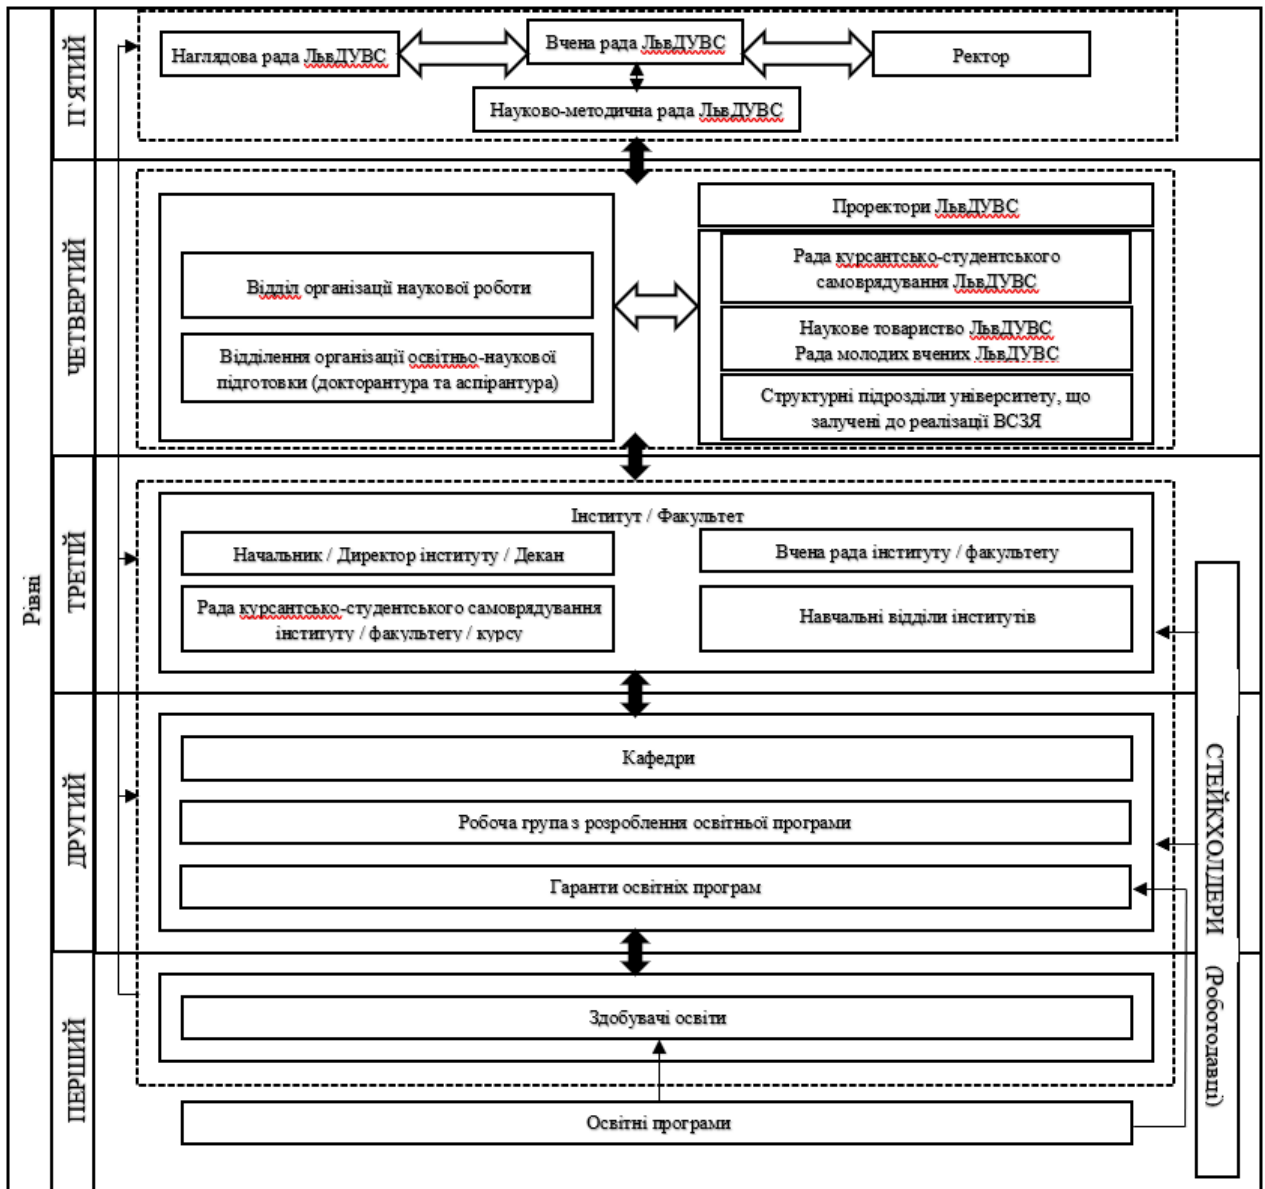 Рівні
П`ЯТИЙ
Наглядова рада ЛьвДУВС
Вчена рада ЛьвДУВС
Ректор
Науково-методична рада ЛьвДУВС
ЧЕТВЕРТИЙ
Відділ організації наукової роботи
Відділення організації освітньо-наукової
підготовки (докторантура та аспірантура)
Проректори ЛьвДУВС
Рада курсантсько-студентського
самоврядування ЛьвДУВС
Наукове товариство ЛьвДУВС
Рада молодих вчених ЛьвДУВС
Структурні підрозділи університету, що
залучені до реалізації ВСЗЯ
ТРЕТІЙ
Інститут / Факультет
Начальник / Директор інституту / Декан
Вчена рада інституту / факультету
Рада курсантсько-студентського самоврядування
інституту / факультету / курсу
Навчальні відділи інститутів
ДРУГИЙ
Кафедри
Робоча група з розроблення освітньої програми
Гаранти освітніх програм
ПЕРШИЙ
Здобувачі освіти
Освітні програми
СТЕЙКХОЛДЕРИ (Роботодавці)